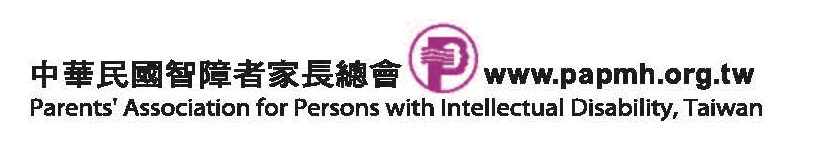 中華民國智障者家長總會 www.papmh.org.tw
Parents' Association for Persons with Intellectual Disability, Taiwan